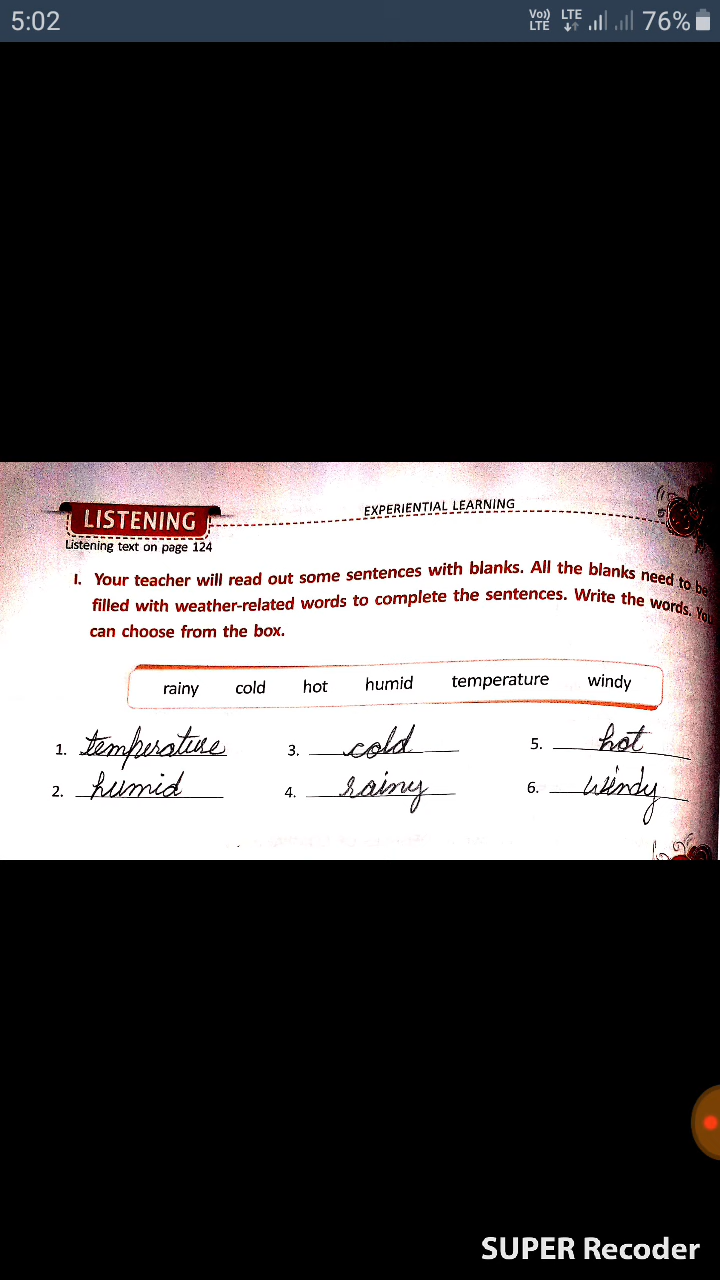 5:02 Vo)) LTE LTE 76%
LISTENING
EXPERIENTIAL LEARNING
Listening text on page 124
I. Your teacher will read out some sentences with blanks. All the blanks need to be
filled with weather-related words to complete the sentences. Write the words. You
can choose from the box.
rainy cold hot humid temperature windy
1. temperature 3. cold 5. hot
2. humid 4. rainy 6. windy
SUPER Recoder